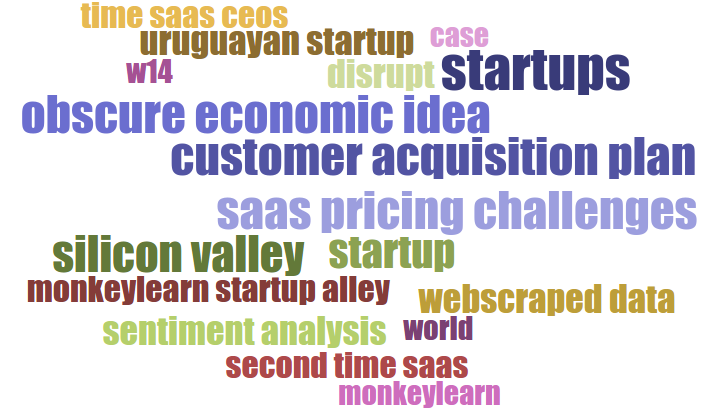 time saas ceos
uruguayan startup
case
w14
disrupt
startups
obscure economic idea
customer acquisition plan
saas pricing challenges
silicon valley
startup
monkeylearn startup alley
webscraped data
sentiment analysis
world
second time saas
monkeylearn